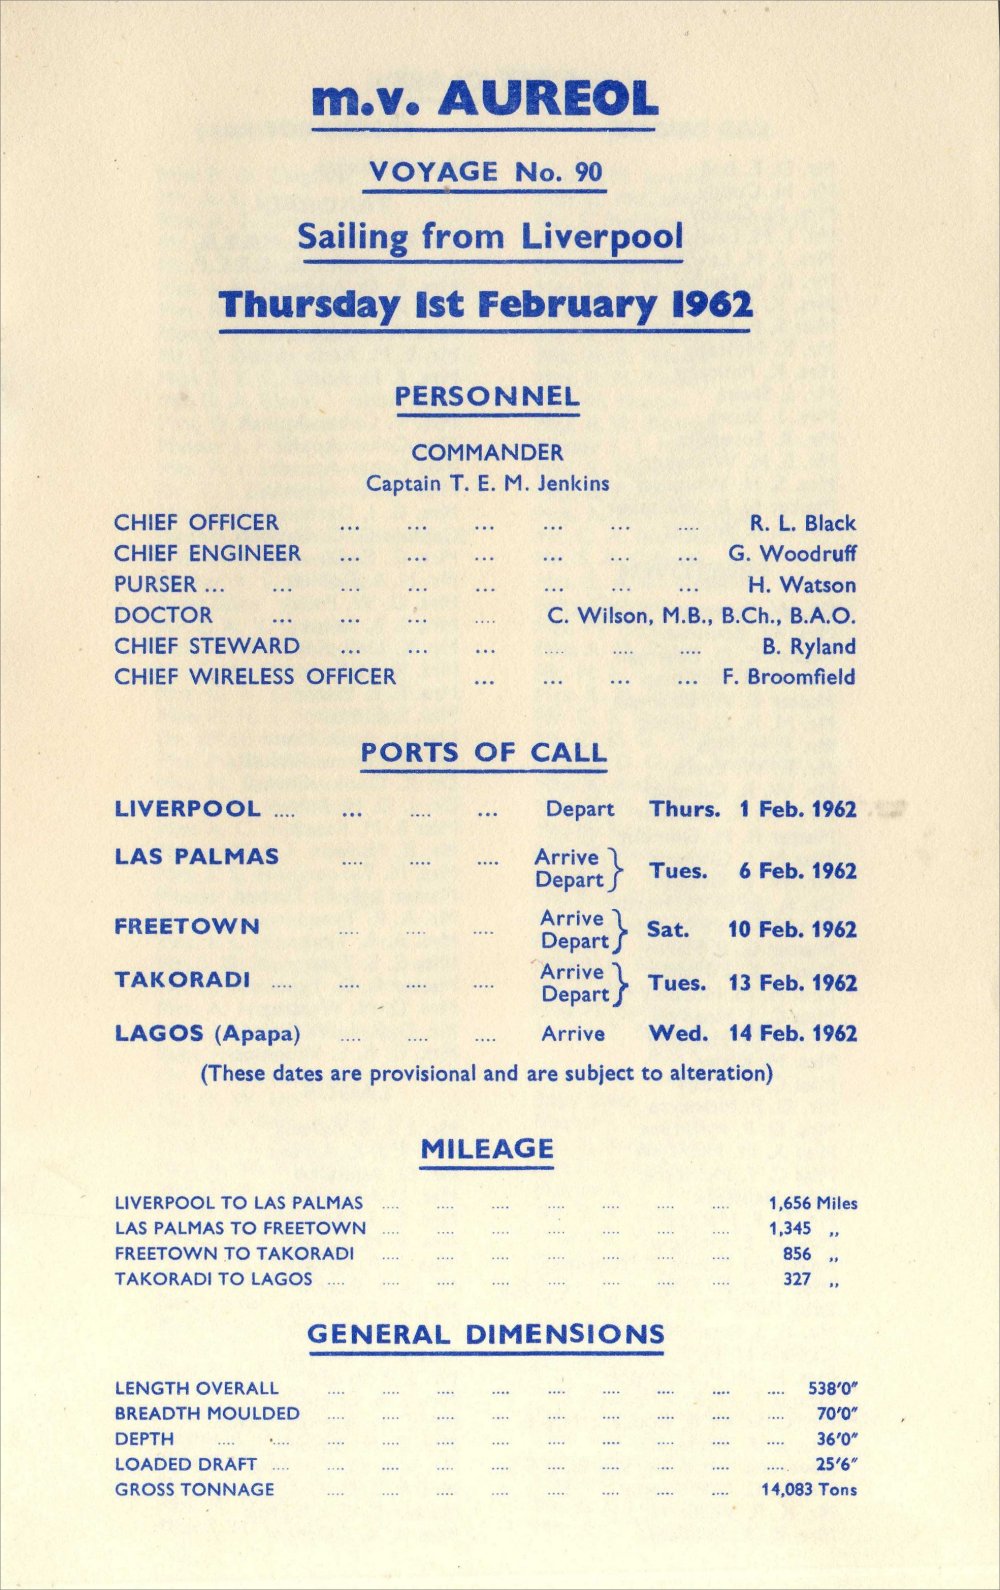 m.v. AUREOL
VOYAGE No. 90
Sailing from Liverpool
Thursday 1st February 1962
PERSONNEL
COMMANDER
Captain T. E. M. Jenkins
CHIEF OFFICER ... ... ... ... ... .... R. L. Black
CHIEF ENGINEER ... ... ... ... ... ... G. Woodruff
PURSER ... ... ... ... ... ... ... ... H. Watson
DOCTOR ... ... ... .... C. Wilson, M.B., B.Ch., B.A.O.
CHIEF STEWARD ... ... ... .... .... .... B. Ryland
CHIEF WIRELESS OFFICER ... ... ... ... F. Broomfield
PORTS OF CALL
LIVERPOOL .... ... .... ... Depart Thurs. 1 Feb. 1962
LAS PALMAS .... .... .... Arrive Depart } Tues. 6 Feb. 1962
FREETOWN .... .... .... Arrive Depart } Sat. 10 Feb. 1962
TAKORADI .... .... .... .... Arrive Depart } Tues. 13 Feb. 1962
LAGOS (Apapa) .... .... .... Arrive Wed. 14 Feb. 1962
(These dates are provisional and are subject to alteration)
MILEAGE
LIVERPOOL TO LAS PALMAS .... .... .... .... .... .... .... 1,656 Miles
LAS PALMAS TO FREETOWN .... .... .... .... .... .... .... 1,345 ,,
FREETOWN TO TAKORADI .... .... .... .... .... .... .... 856 ,,
TAKORADI TO LAGOS .... .... .... .... .... .... .... .... 327 ,,
GENERAL DIMENSIONS
LENGTH OVERALL .... .... .... .... .... .... .... .... .... 538′0″
BREADTH MOULDED .... .... .... .... .... .... .... .... .... 70′0″
DEPTH .... .... .... .... .... .... .... .... .... .... .... 36′0″
LOADED DRAFT .... .... .... .... .... .... .... .... .... .... 25′6″
GROSS TONNAGE .... .... .... .... .... .... .... .... 14,083 Tons